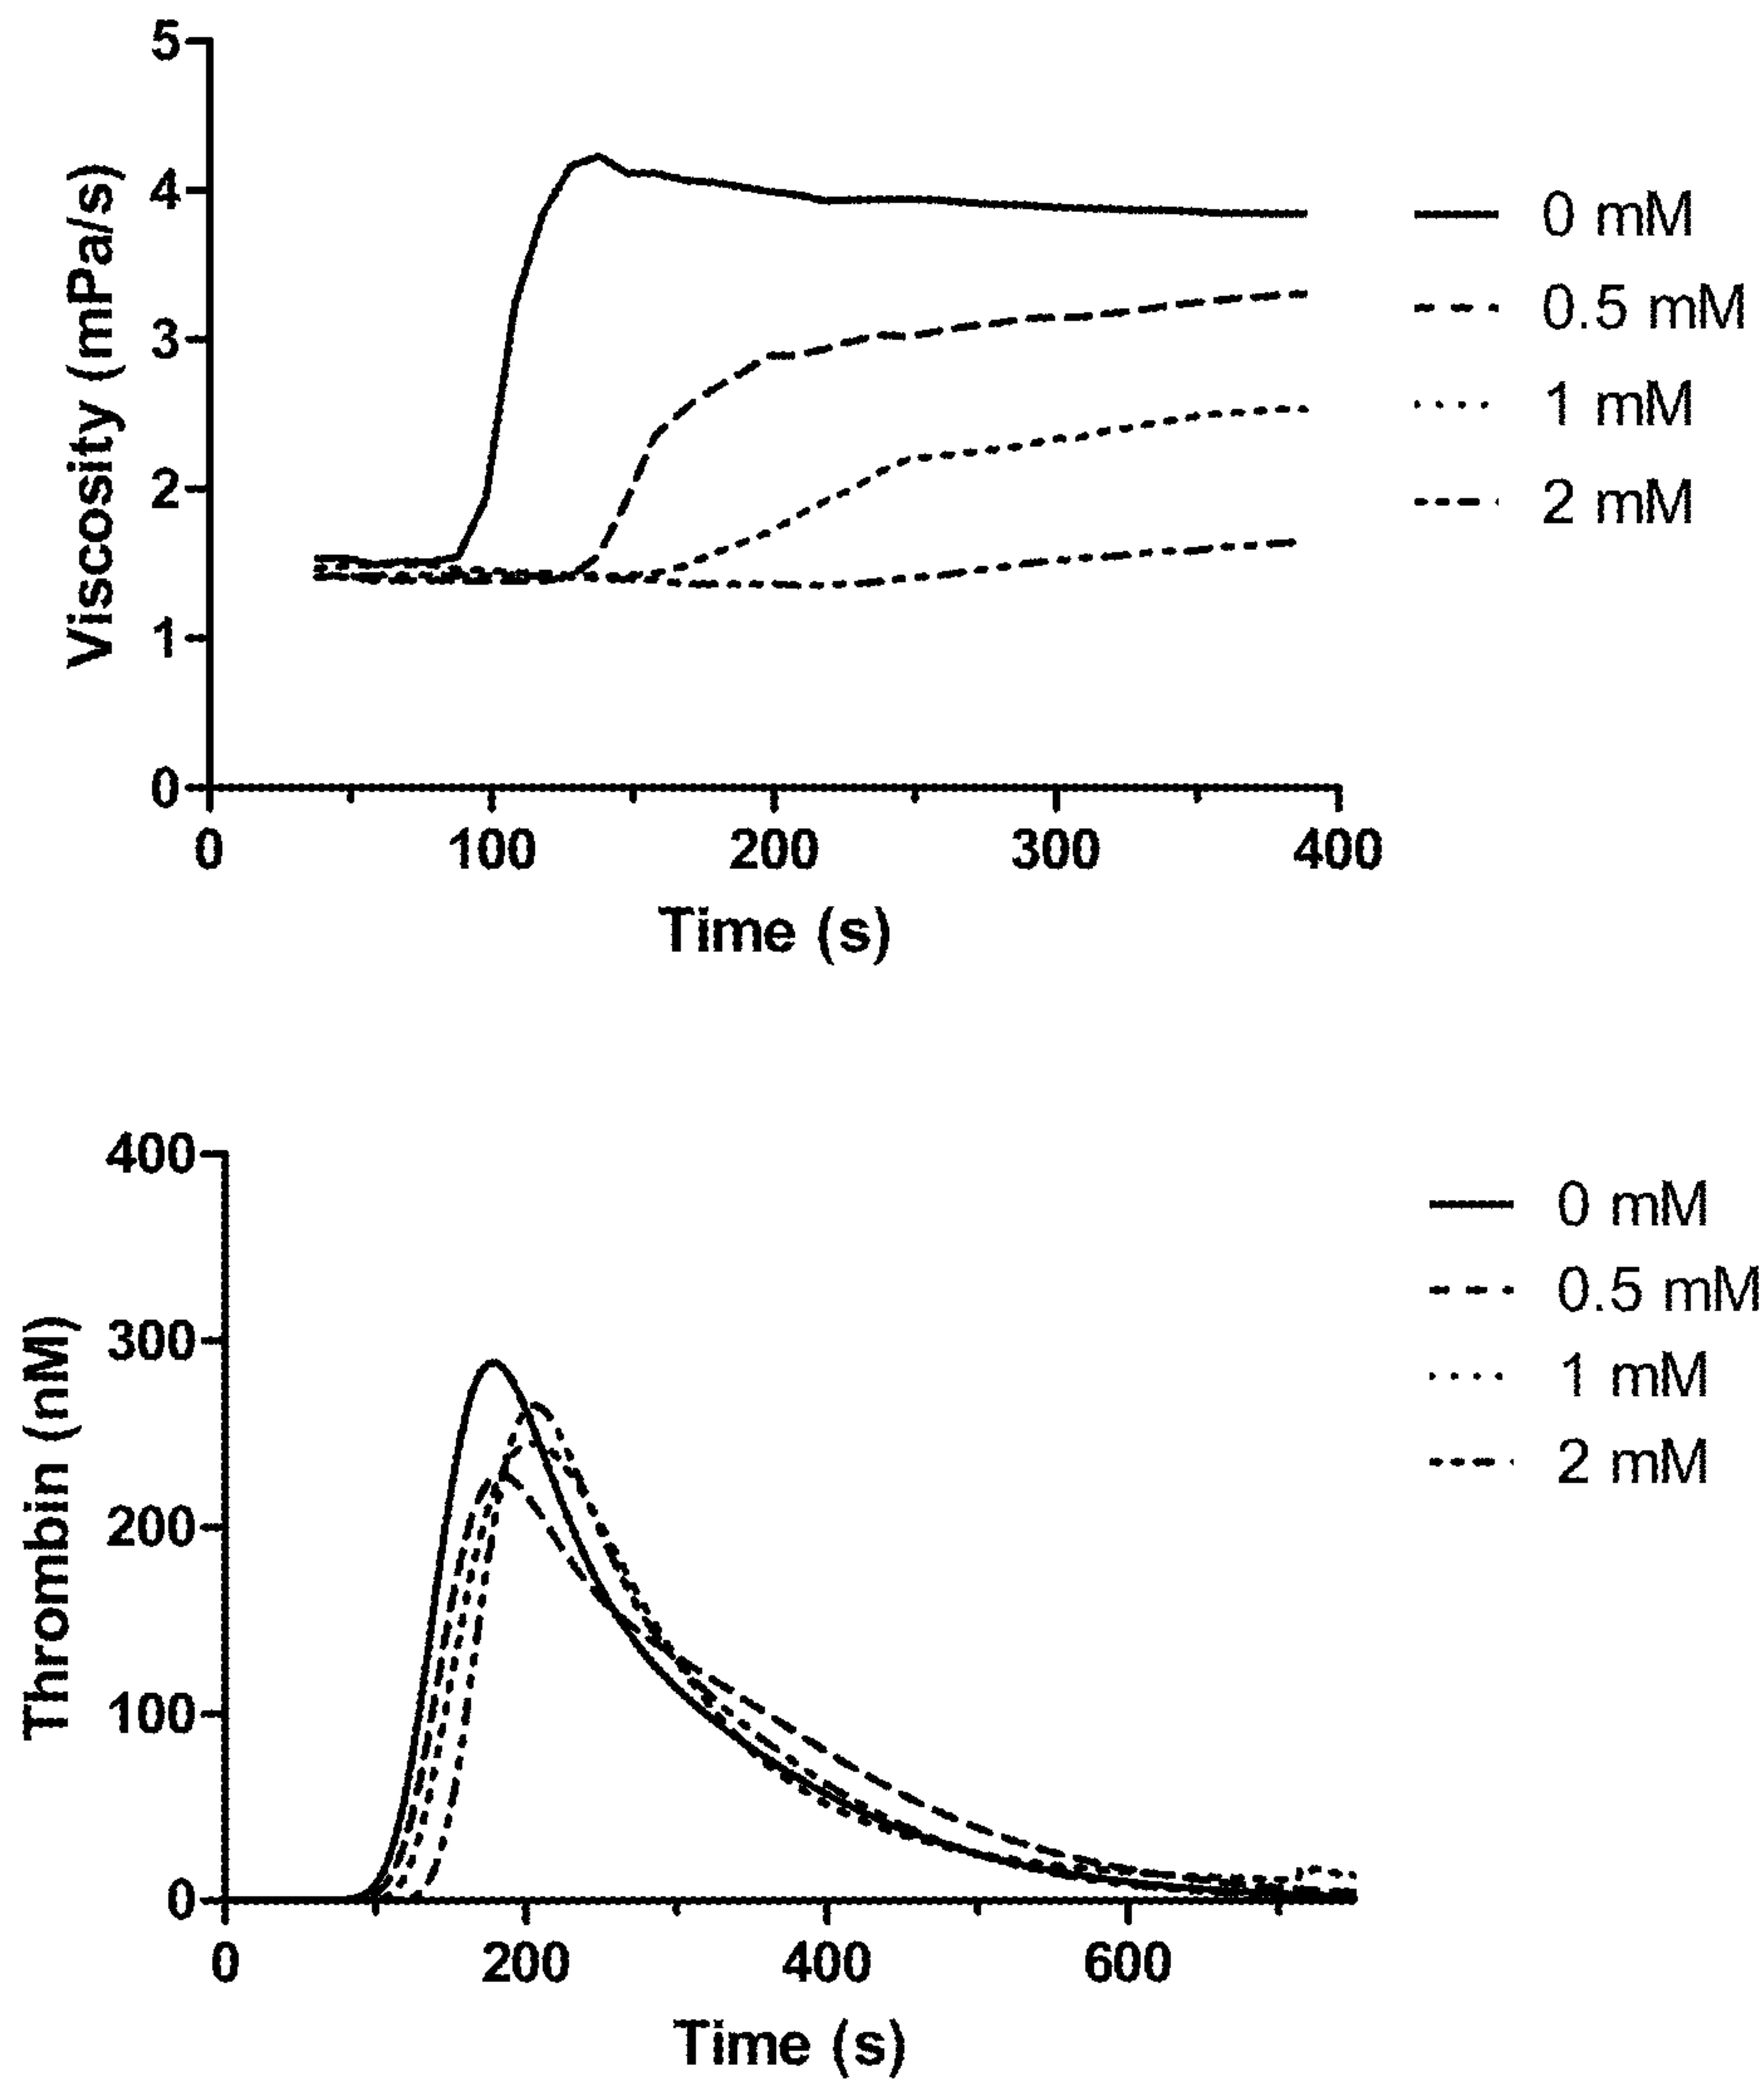 5
4
3
2
1
0
Viscosity (mPa/s)
0 100 200 300 400
Time (s)
0 mM
0.5 mM
1 mM
2 mM
400
300
200
100
0
Thrombin (nM)
0 200 400 600
Time (s)
0 mM
0.5 mM
1 mM
2 mM